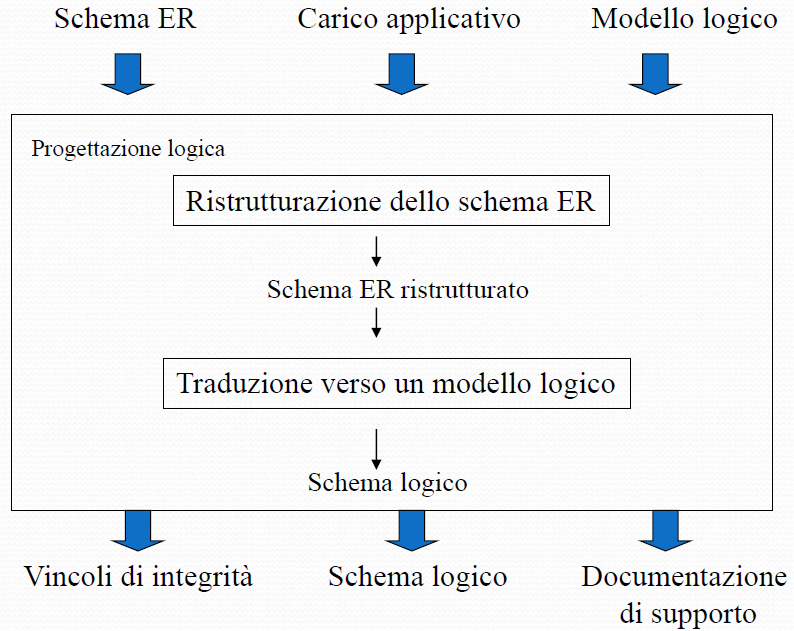 Schema ER
Carico applicativo
Modello logico
Progettazione logica
Ristrutturazione dello schema ER
Schema ER ristrutturato
Traduzione verso un modello logico
Schema logico
Vincoli di integrità
Schema logico
Documentazione
di supporto